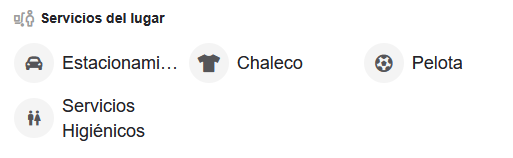 Servicios del lugar
Estacionami...
Chaleco
Pelota
Servicios
Higiénicos